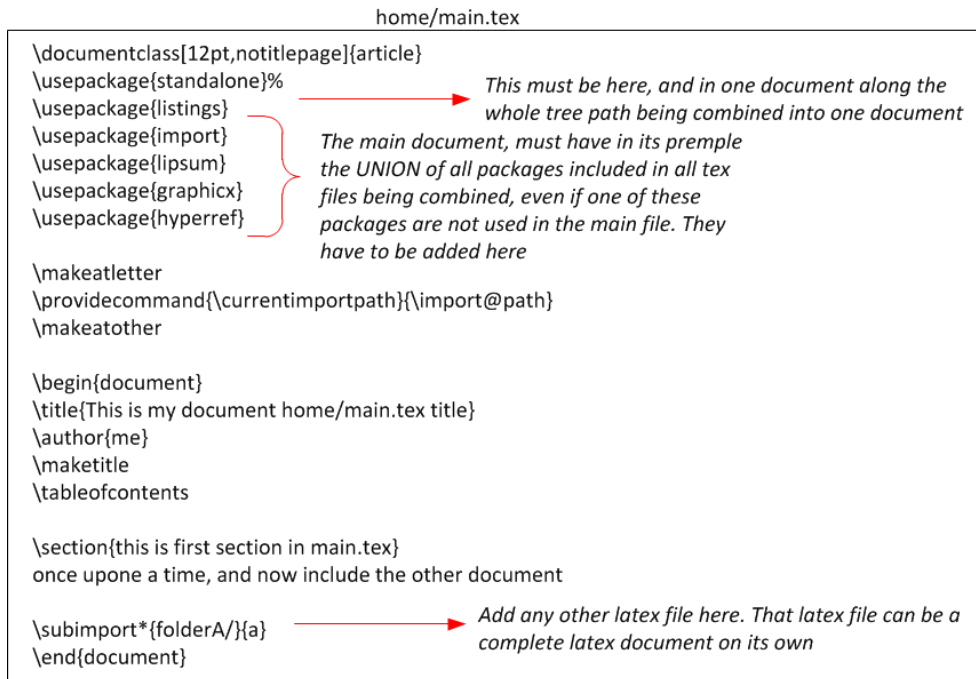 home/main.tex
\documentclass[12pt,notitlepage]{article}
\usepackage{standalone}%
\usepackage{listings}
\usepackage{import}
\usepackage{lipsum}
\usepackage{graphicx}
\usepackage{hyperref}
This must be here, and in one document along the
whole tree path being combined into one document
The main document, must have in its premple
the UNION of all packages included in all tex
files being combined, even if one of these
packages are not used in the main file. They
have to be added here
\makeatletter
\providecommand{\currentimportpath}{\import@path}
\makeatother
\begin{document}
\title{This is my document home/main.tex title}
\author{me}
\maketitle
\tableofcontents
\section{this is first section in main.tex}
once upone a time, and now include the other document
\subimport*{folderA/}{a}
\end{document}
Add any other latex file here. That latex file can be a
complete latex document on its own